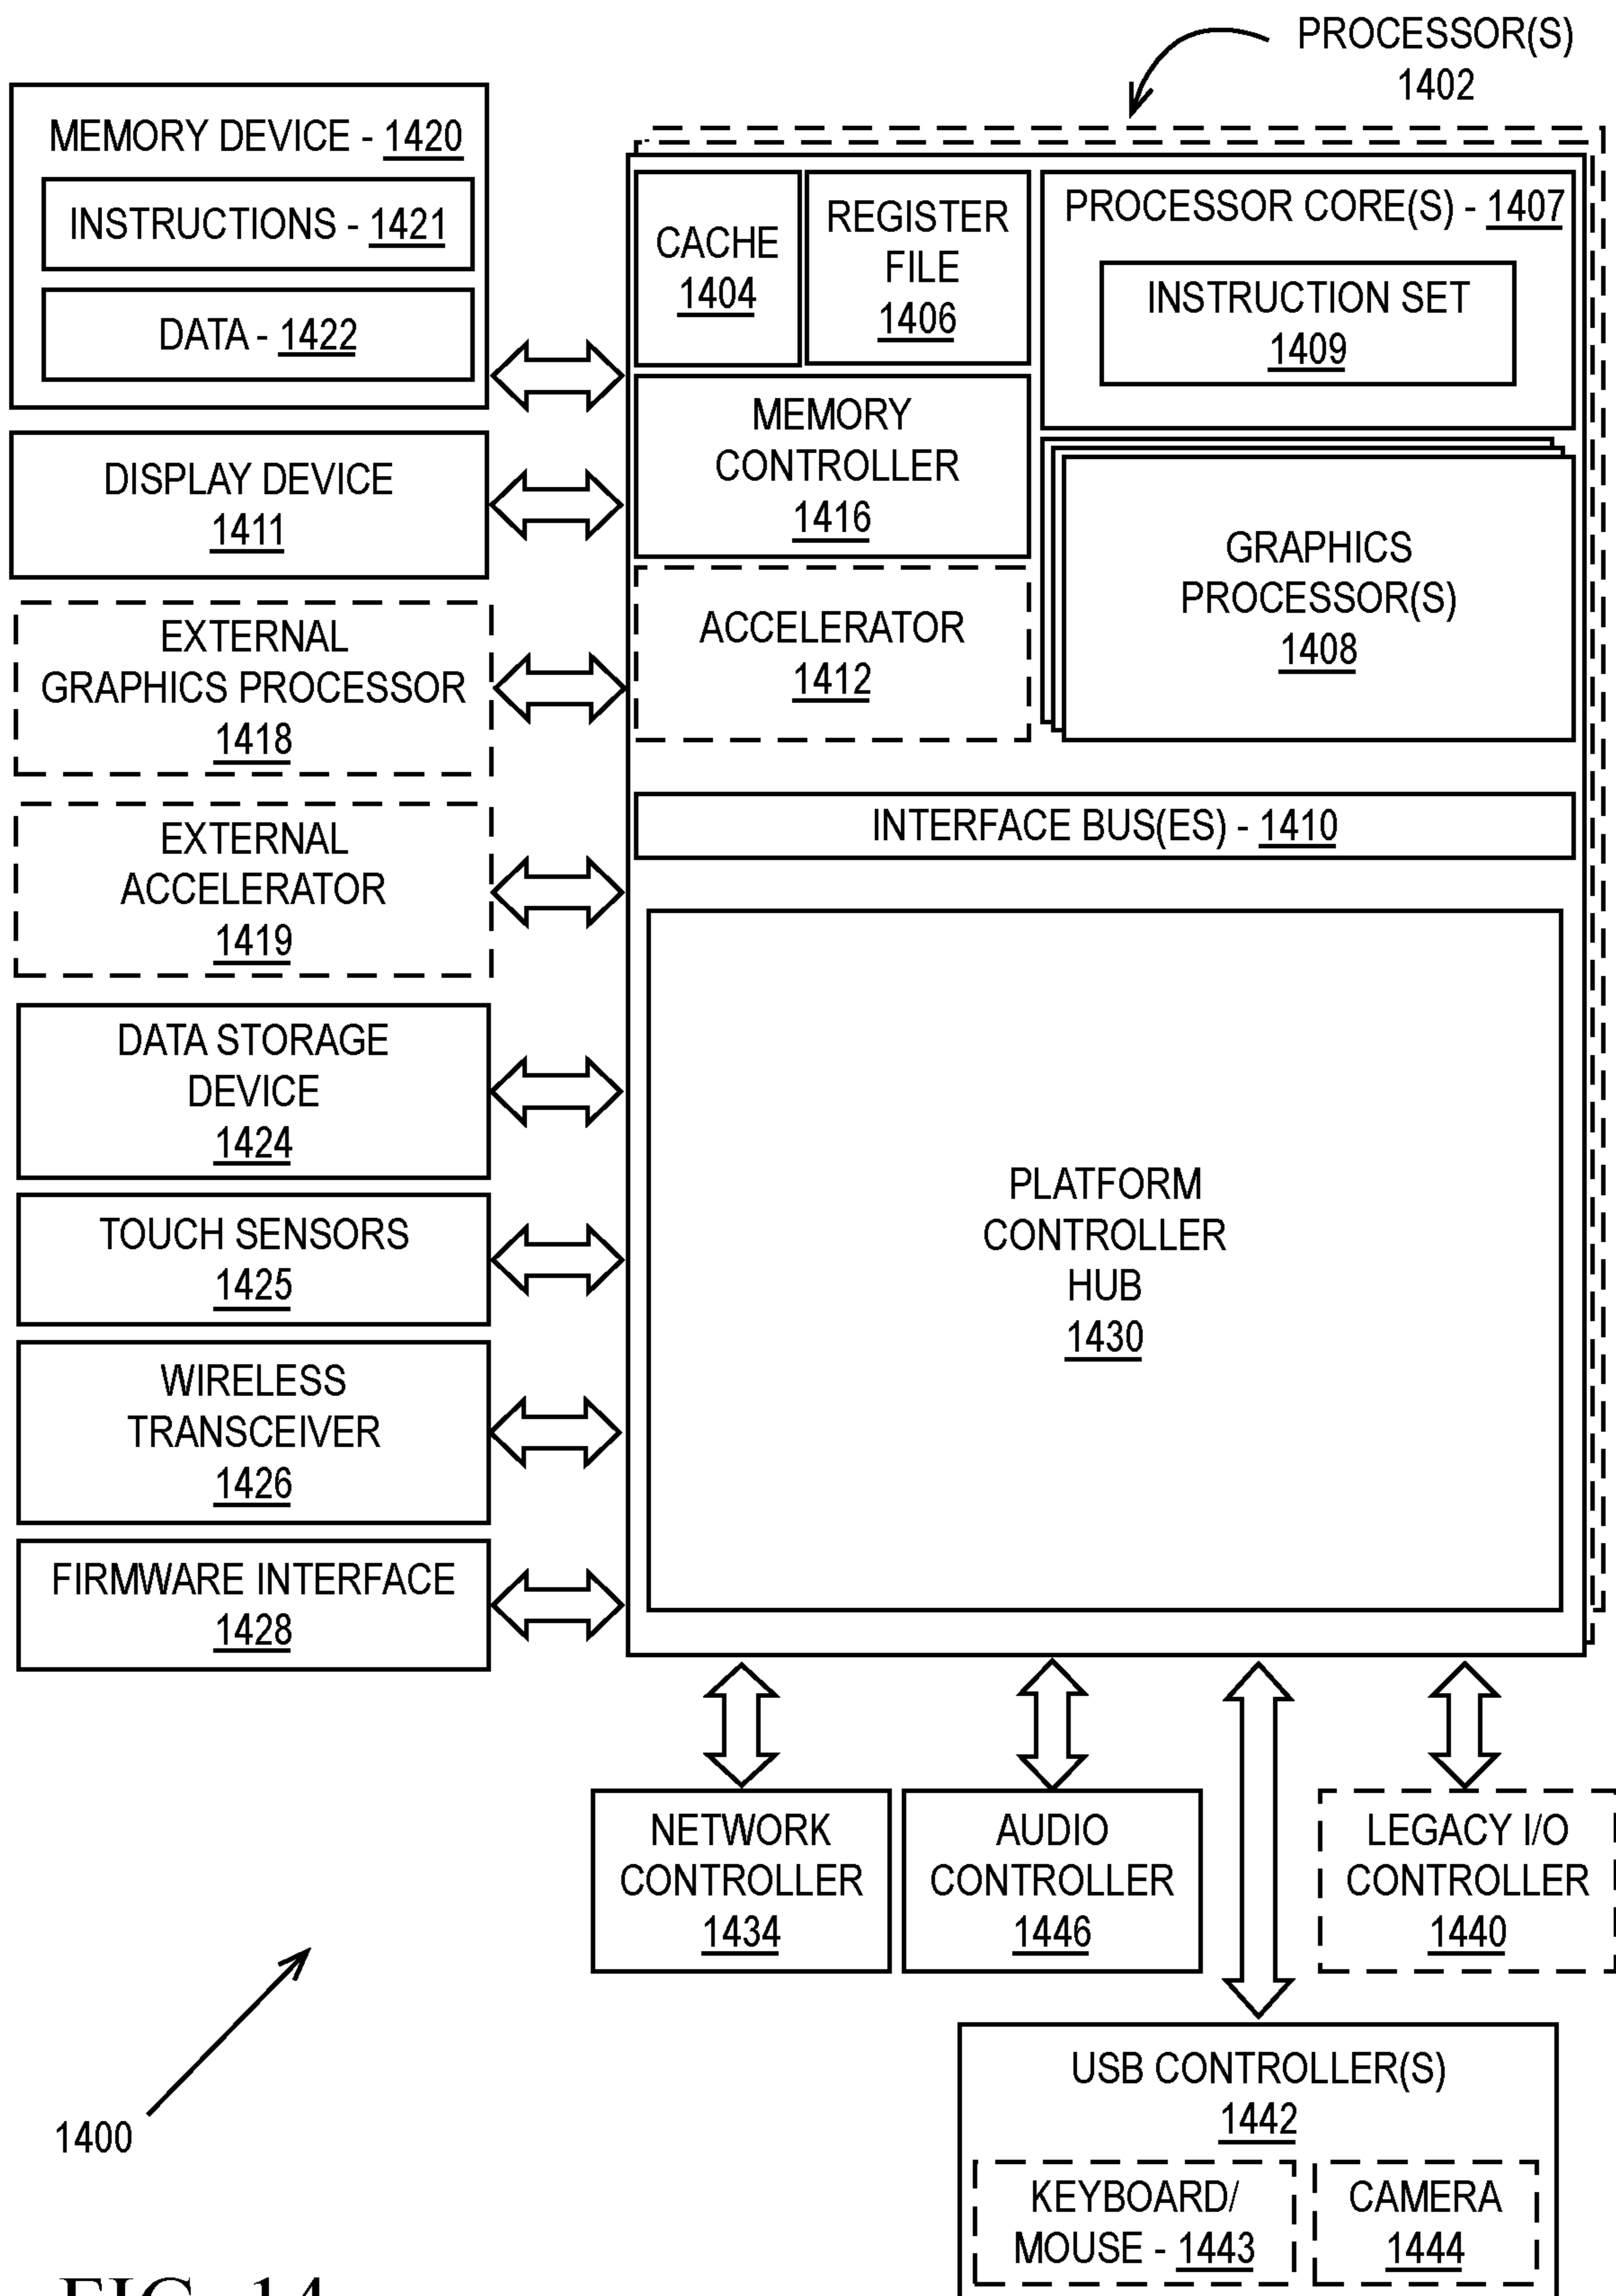 PROCESSOR(S)
1402
MEMORY DEVICE - 1420
INSTRUCTIONS - 1421
DATA - 1422
CACHE
1404
REGISTER
FILE
1406
PROCESSOR CORE(S) - 1407
INSTRUCTION SET
1409
MEMORY
CONTROLLER
1416
DISPLAY DEVICE
1411
GRAPHICS
PROCESSOR(S)
1408
ACCELERATOR
1412
EXTERNAL
GRAPHICS PROCESSOR
1418
INTERFACE BUS(ES) - 1410
EXTERNAL
ACCELERATOR
1419
DATA STORAGE
DEVICE
1424
PLATFORM
CONTROLLER
HUB
1430
TOUCH SENSORS
1425
WIRELESS
TRANSCEIVER
1426
FIRMWARE INTERFACE
1428
NETWORK
CONTROLLER
1434
AUDIO
CONTROLLER
1446
LEGACY I/O
CONTROLLER
1440
1400
USB CONTROLLER(S)
1442
KEYBOARD/
MOUSE - 1443
CAMERA
1444
FIG. 14